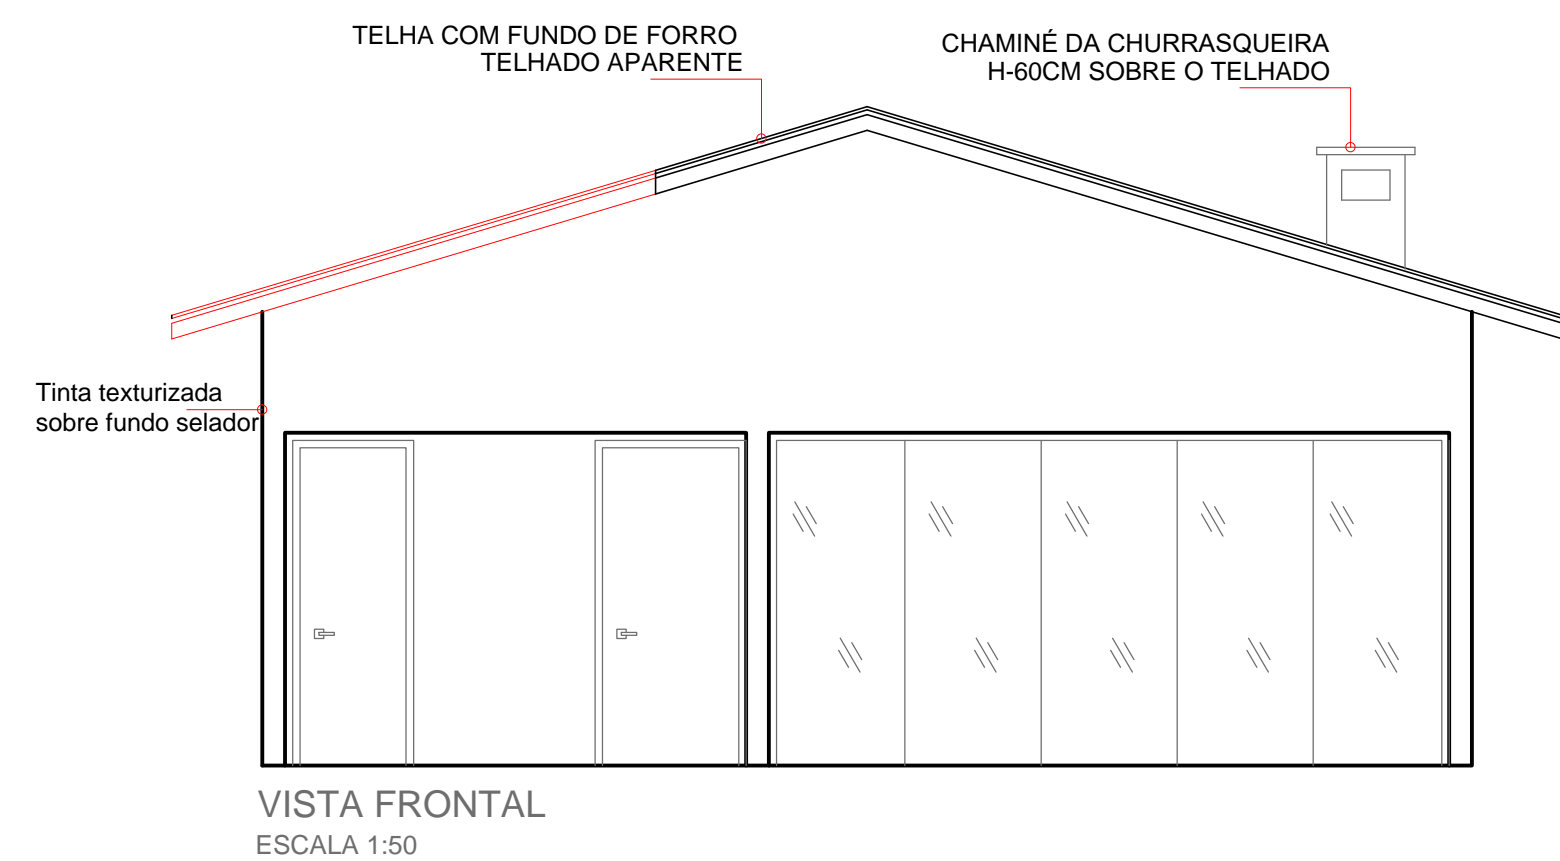 TELHA COM FUNDO DE FORRO
TELHADO APARENTE
CHAMINÉ DA CHURRASQUEIRA
H-60CM SOBRE O TELHADO
Tinta texturizada
sobre fundo selador
VISTA FRONTAL
ESCALA 1:50